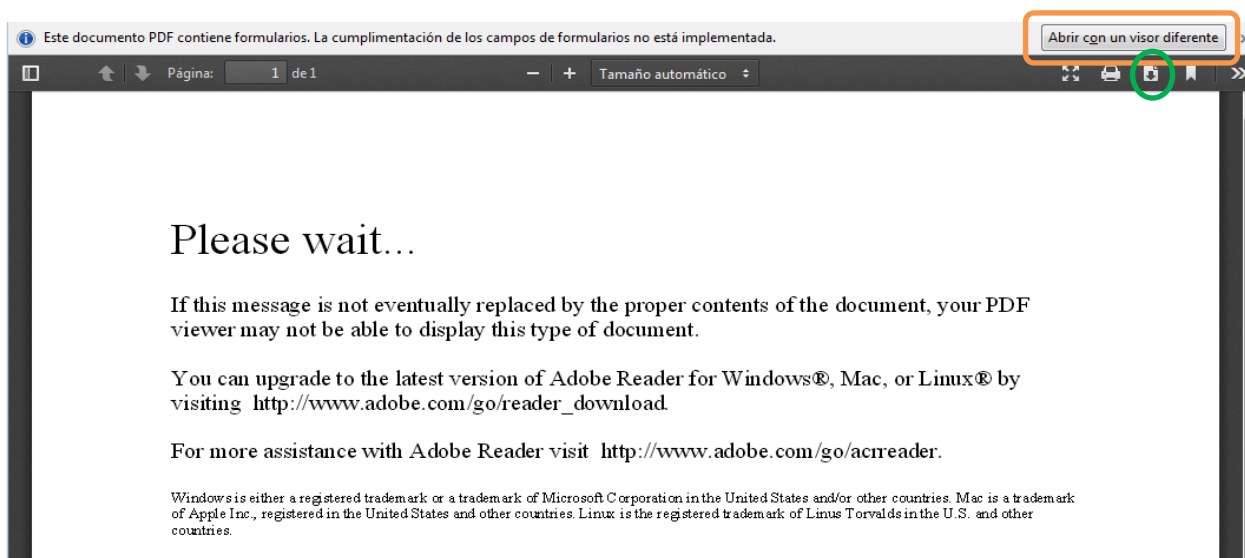 Este documento PDF contiene formularios. La cumplimentación de los campos de formularios no está implementada.
Abrir con un visor diferente
Página: 1 de 1
Tamaño automático
Please wait...
If this message is not eventually replaced by the proper contents of the document, your PDF
viewer may not be able to display this type of document.
You can upgrade to the latest version of Adobe Reader for Windows®, Mac, or Linux® by
visiting http://www.adobe.com/go/reader_download.
For more assistance with Adobe Reader visit http://www.adobe.com/go/acrreader.
Windows is either a registered trademark or a trademark of Microsoft Corporation in the United States and/or other countries. Mac is a trademark
of Apple Inc., registered in the United States and other countries. Linux is the registered trademark of Linus Torvalds in the U.S. and other
countries.